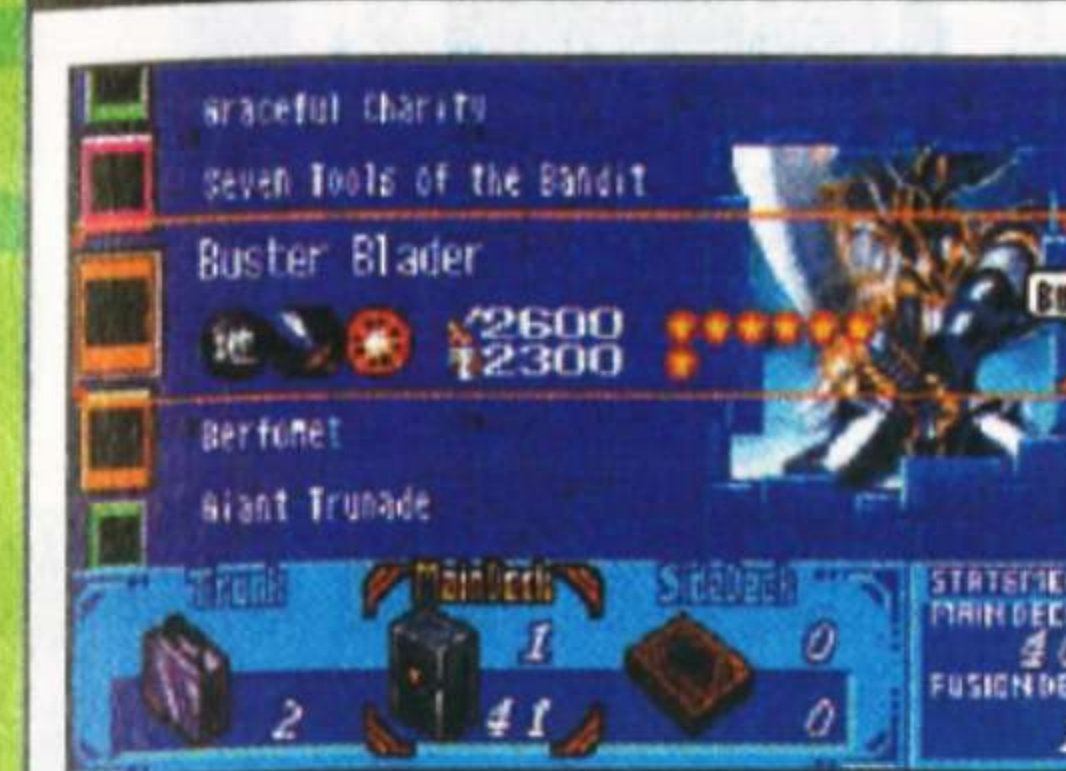 Graceful Charity
Seven Tools of the Bandit
Buster Blader
2600
2300
Berfomet
Giant Trunade
Trunk
MainDeck
SideDeck
1
0
2
41
0
STATEME
MAIN DEC
FUSION DE